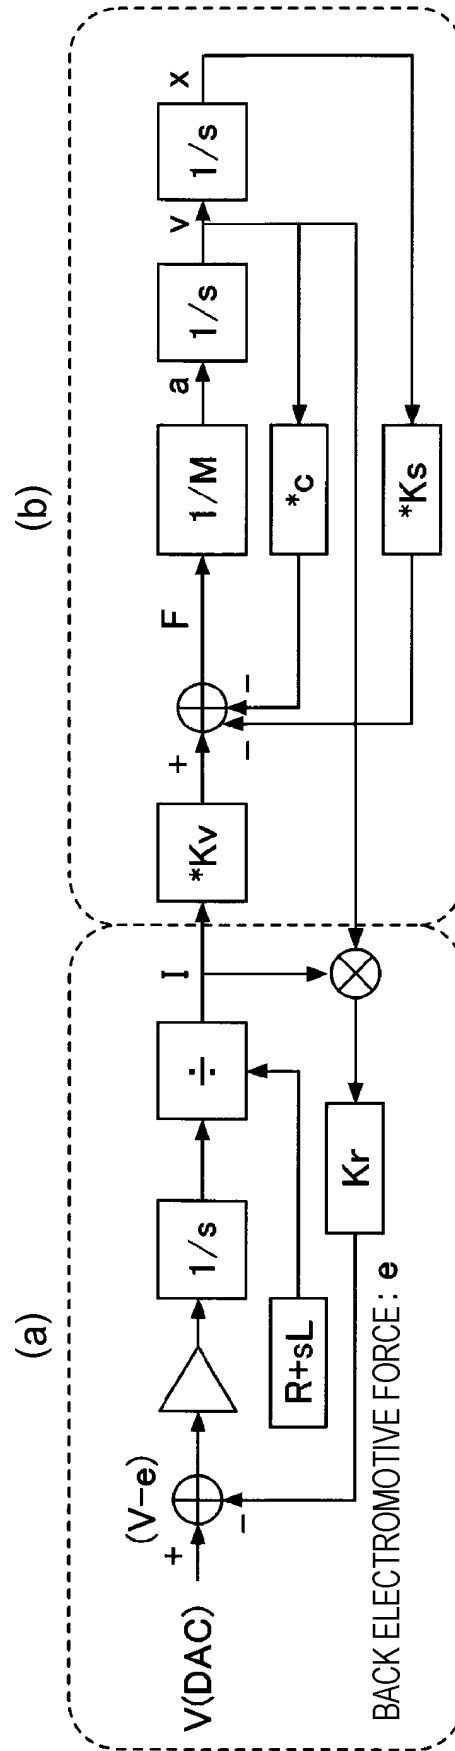 (a)
(b)
V(DAC)
+
(V-e)
-
1/s
÷
R+sL
I
Kr
BACK ELECTROMOTIVE FORCE : e
*Kv
+
-
-
F
1/M
a
1/s
v
1/s
x
*c
*Ks